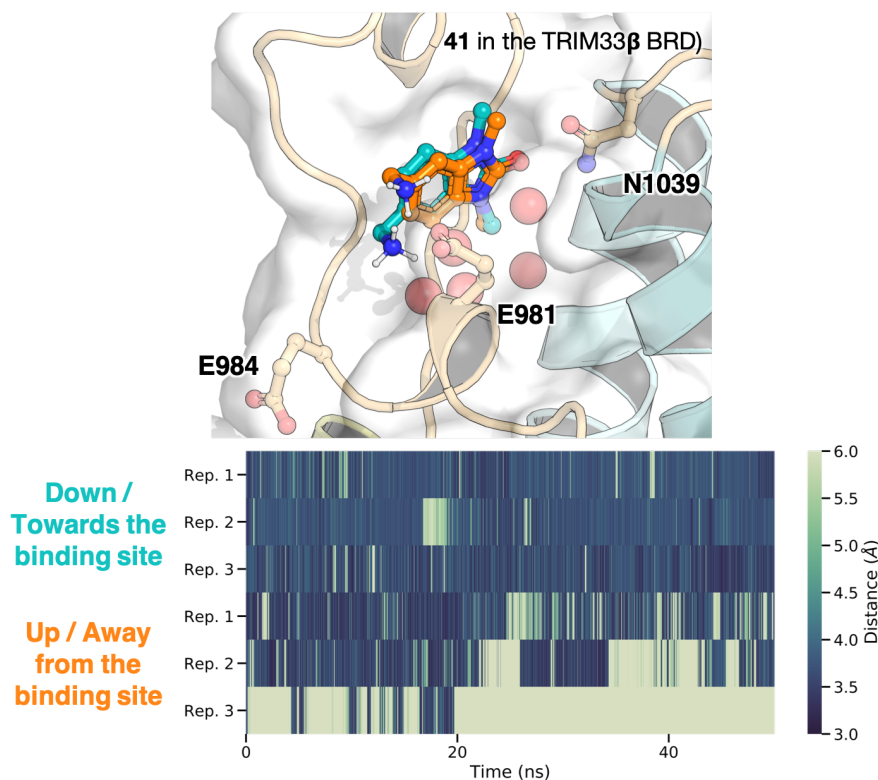 41 in the TRIM33β BRD)
N1039
E981
E984
Down /
Towards the
binding site
Up / Away
from the
binding site
Rep. 1
Rep. 2
Rep. 3
Rep. 1
Rep. 2
Rep. 3
0
20
40
Time (ns)
6.0
5.5
5.0
4.5
4.0
3.5
3.0
Distance (Å)